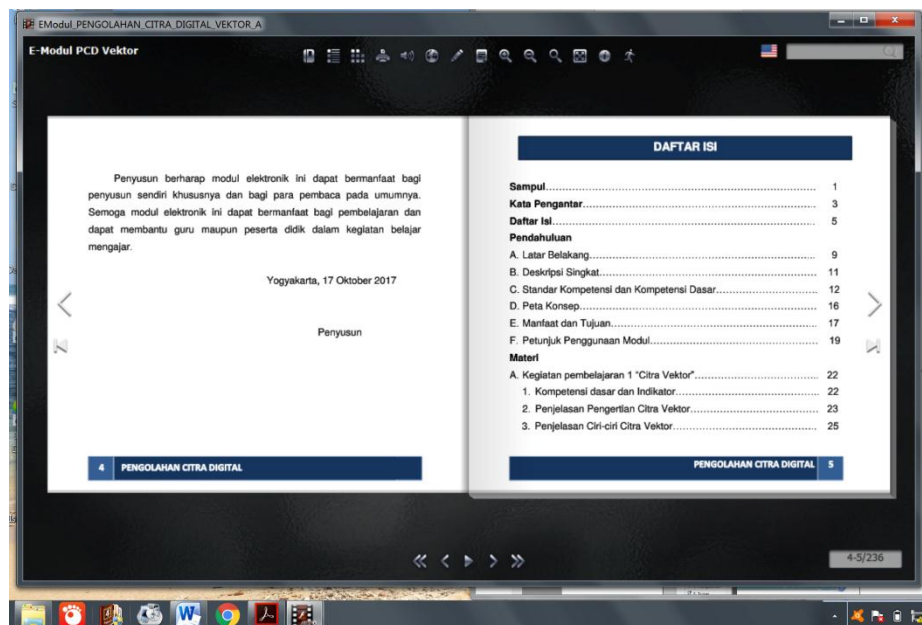 EModul_PENGOLAHAN_CITRA_DIGITAL_VEKTOR_A
E-Modul PCD Vektor
Penyusun berharap modul elektronik ini dapat bermanfaat bagi
penyusun sendiri khususnya dan bagi para pembaca pada umumnya.
Semoga modul elektronik ini dapat bermanfaat bagi pembelajaran dan
dapat membantu guru maupun peserta didik dalam kegiatan belajar
mengajar.
Yogyakarta, 17 Oktober 2017
Penyusun
4 PENGOLAHAN CITRA DIGITAL
DAFTAR ISI
Sampul........ 1
Kata Pengantar........ 3
Daftar Isi........ 5
Pendahuluan
A. Latar Belakang........ 9
B. Deskripsi Singkat........ 11
C. Standar Kompetensi dan Kompetensi Dasar........ 12
D. Peta Konsep........ 16
E. Manfaat dan Tujuan........ 17
F. Petunjuk Penggunaan Modul........ 19
Materi
A. Kegiatan pembelajaran 1 "Citra Vektor"........ 22
1. Kompetensi dasar dan Indikator........ 22
2. Penjelasan Pengertian Citra Vektor........ 23
3. Penjelasan Ciri-ciri Citra Vektor........ 25
PENGOLAHAN CITRA DIGITAL 5
4-5/236